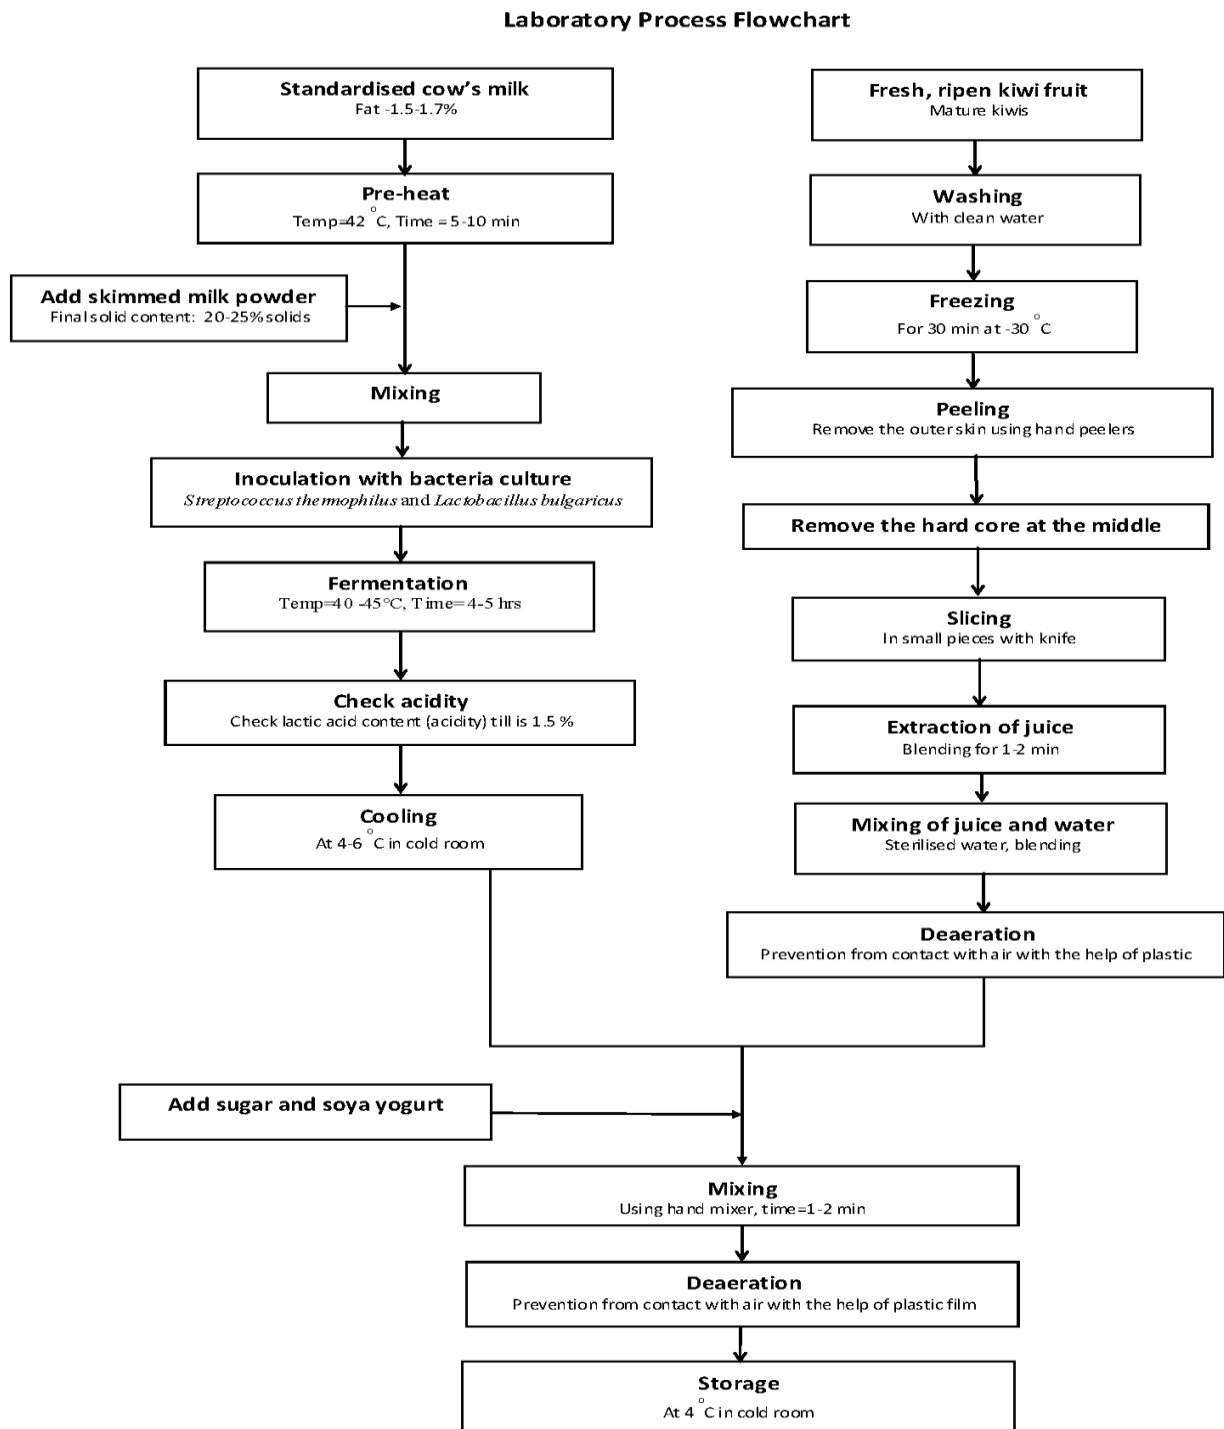 Laboratory Process Flowchart
Standardised cow's milk
Fat -1.5-1.7%
Pre-heat
Temp=42 °C, Time = 5-10 min
Add skimmed milk powder
Final solid content: 20-25% solids
Mixing
Inoculation with bacteria culture
Streptococcus thermophilus and Lactobacillus bulgaricus
Fermentation
Temp=40 -45°C, Time= 4-5 hrs
Check acidity
Check lactic acid content (acidity) till is 1.5 %
Cooling
At 4-6 °C in cold room
Fresh, ripen kiwi fruit
Mature kiwis
Washing
With clean water
Freezing
For 30 min at -30 °C
Peeling
Remove the outer skin using hand peelers
Remove the hard core at the middle
Slicing
In small pieces with knife
Extraction of juice
Blending for 1-2 min
Mixing of juice and water
Sterilised water, blending
Deaeration
Prevention from contact with air with the help of plastic
Add sugar and soya yogurt
Mixing
Using hand mixer, time=1-2 min
Deaeration
Prevention from contact with air with the help of plastic film
Storage
At 4 °C in cold room